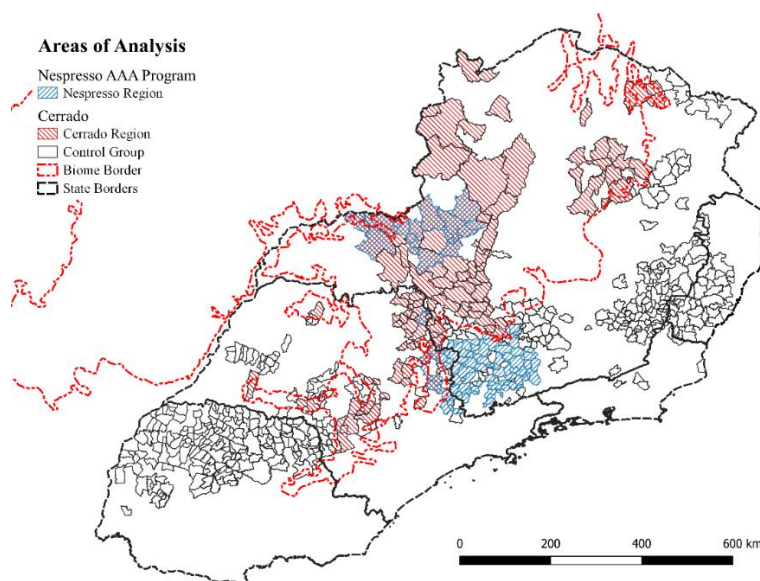 Areas of Analysis
Nespresso AAA Program
Nespresso Region
Cerrado
Cerrado Region
Control Group
Biome Border
State Borders
0 200 400 600 km